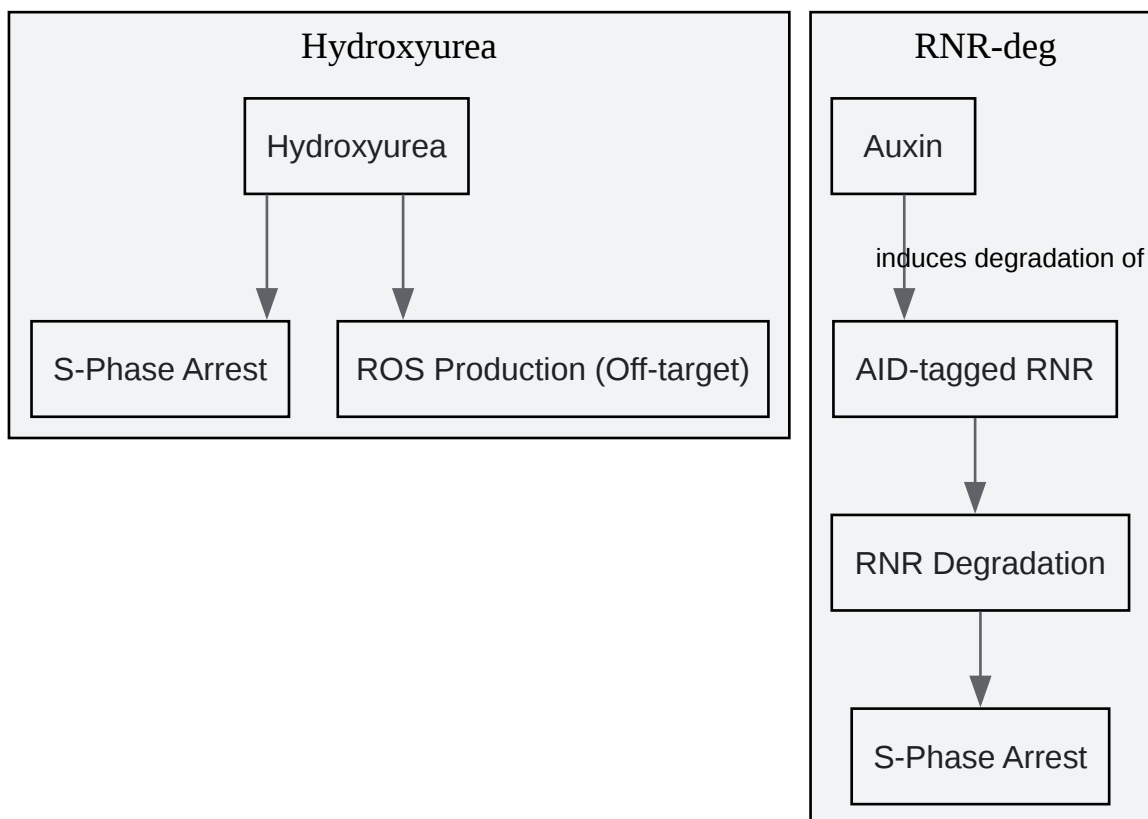 Hydroxyurea
Hydroxyurea
S-Phase Arrest
ROS Production (Off-target)
RNR-deg
Auxin
induces degradation of
AID-tagged RNR
RNR Degradation
S-Phase Arrest